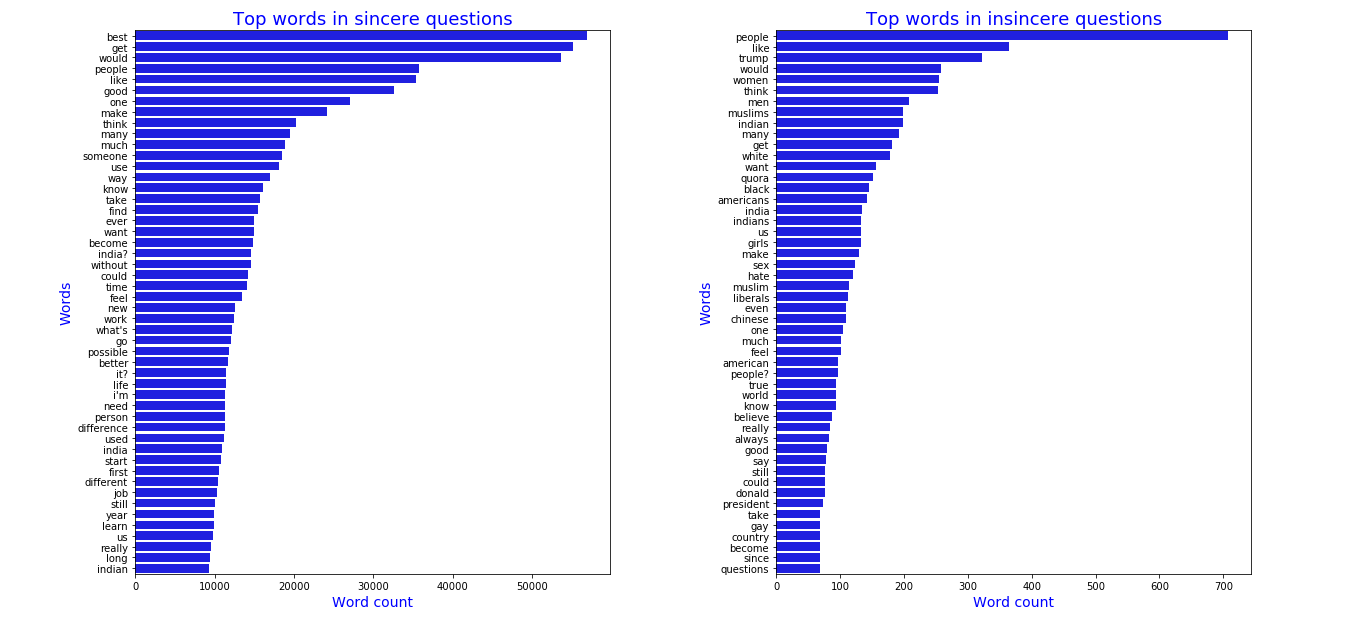 Top words in sincere questions
best
get
would
people
like
good
one
make
think
many
much
someone
use
way
know
take
find
ever
want
become
india?
without
could
time
feel
new
work
what's
go
possible
better
it?
life
i'm
need
person
difference
used
india
start
first
different
job
still
year
learn
us
really
long
indian
Words
0 10000 20000 30000 40000 50000
Word count
Top words in insincere questions
people
like
trump
would
women
think
men
muslims
indian
many
get
white
want
quora
black
americans
india
indians
us
girls
make
sex
hate
muslim
liberals
even
chinese
one
much
feel
american
people?
true
world
know
believe
really
always
good
say
still
could
donald
president
take
gay
country
become
since
questions
Words
0 100 200 300 400 500 600 700
Word count